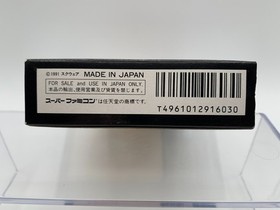 ©1991 スクウェア MADE IN JAPAN
FOR SALE and USE IN JAPAN ONLY.
本品の輸出、使用営業及び賃貸を禁じます。
スーパーファミコンは任天堂の商標です。
T4961012916030